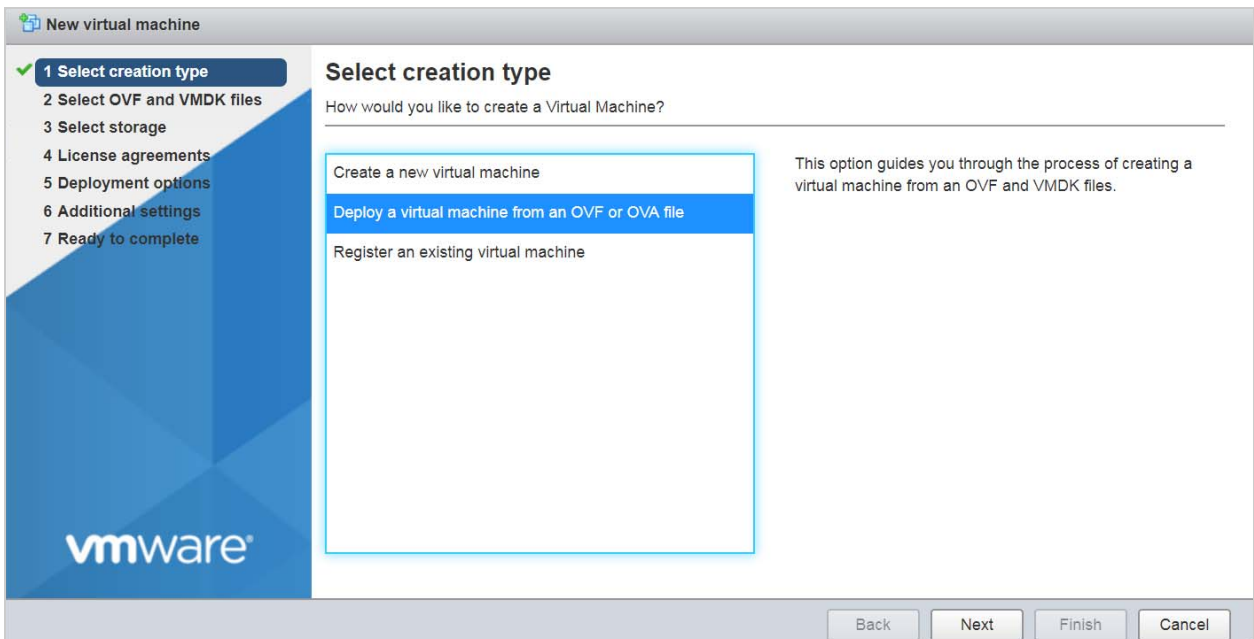 New virtual machine
1 Select creation type
2 Select OVF and VMDK files
3 Select storage
4 License agreements
5 Deployment options
6 Additional settings
7 Ready to complete
vmware®
Select creation type
How would you like to create a Virtual Machine?
Create a new virtual machine
Deploy a virtual machine from an OVF or OVA file
Register an existing virtual machine
This option guides you through the process of creating a
virtual machine from an OVF and VMDK files.
Back Next Finish Cancel